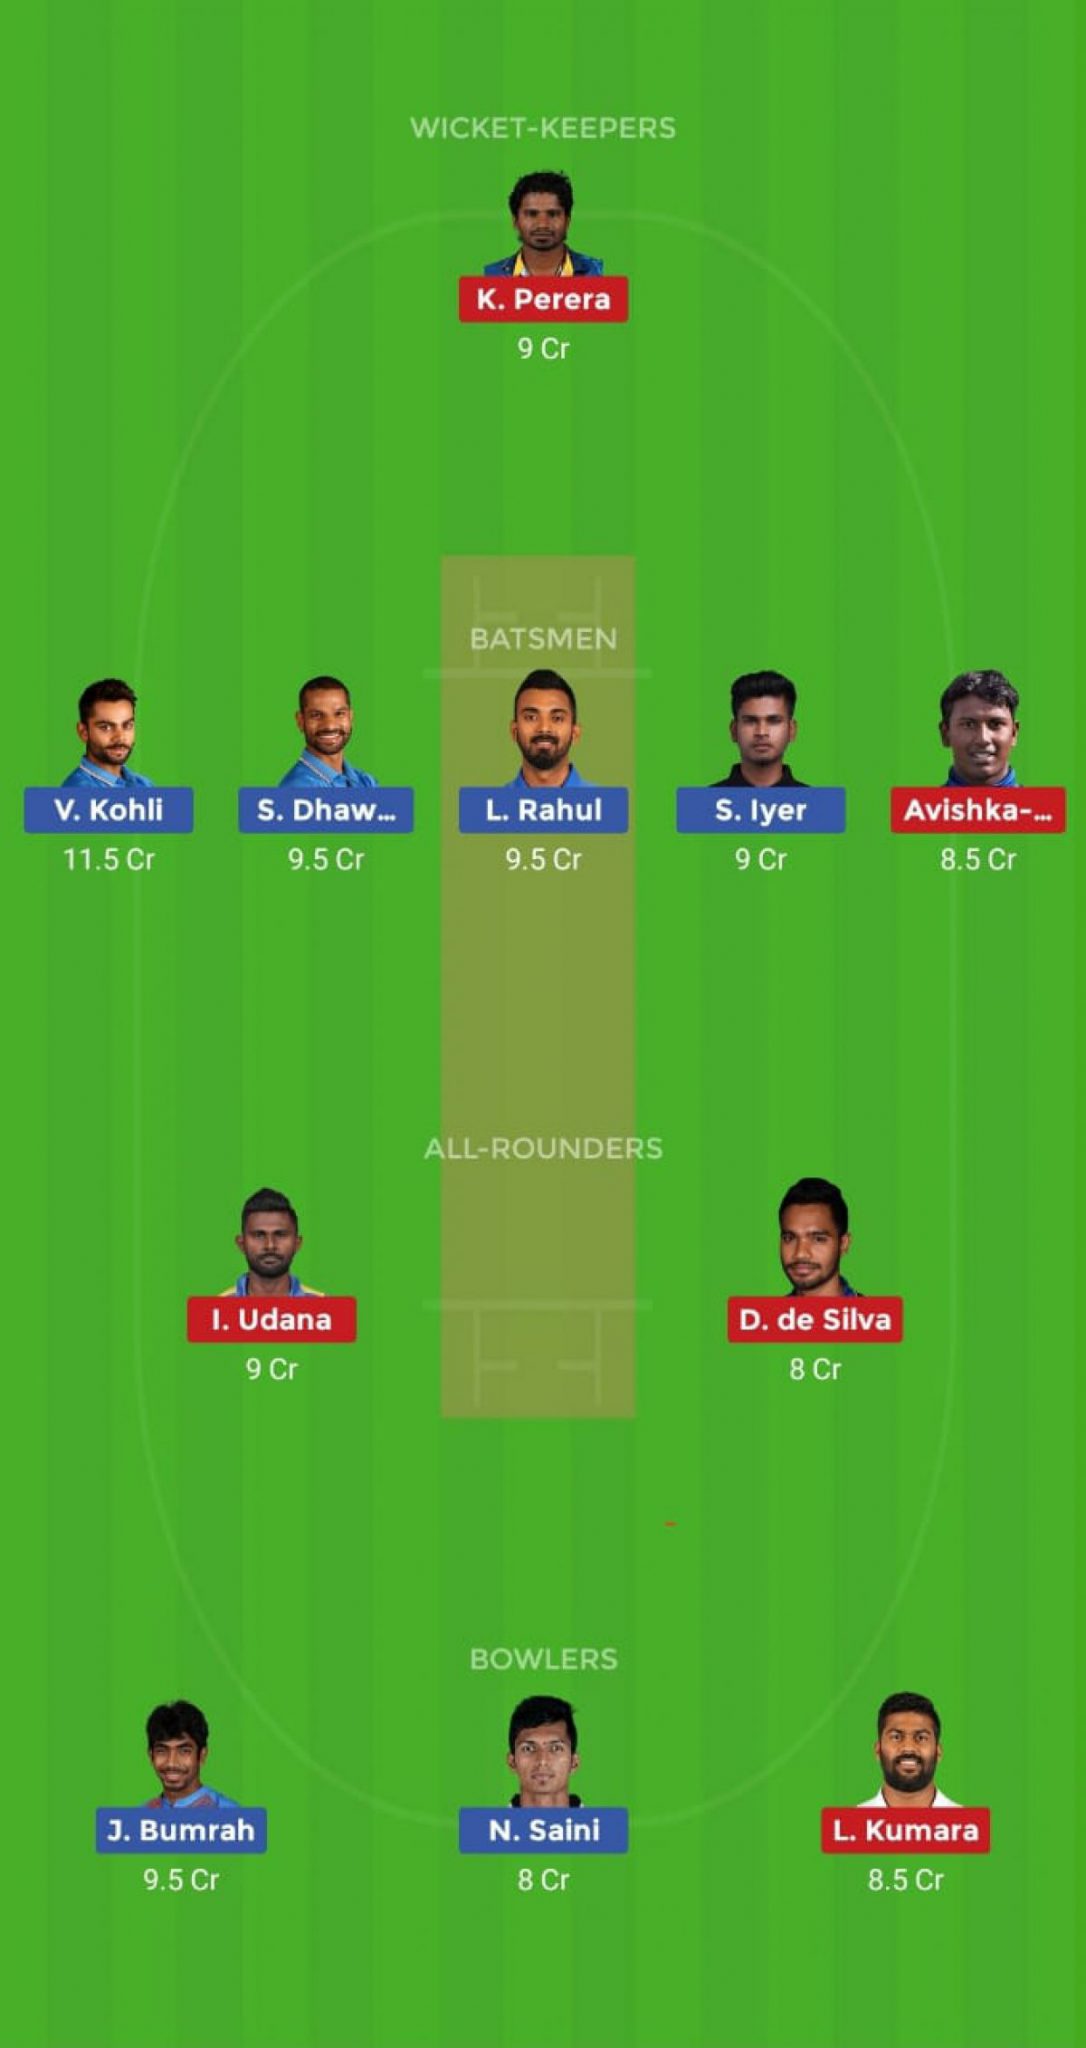 WICKET-KEEPERS
K. Perera
9 Cr
BATSMEN
V. Kohli
S. Dhaw...
L. Rahul
S. Iyer
Avishka-...
11.5 Cr
9.5 Cr
9.5 Cr
9 Cr
8.5 Cr
ALL-ROUNDERS
I. Udana
D. de Silva
9 Cr
8 Cr
BOWLERS
J. Bumrah
N. Saini
L. Kumara
9.5 Cr
8 Cr
8.5 Cr